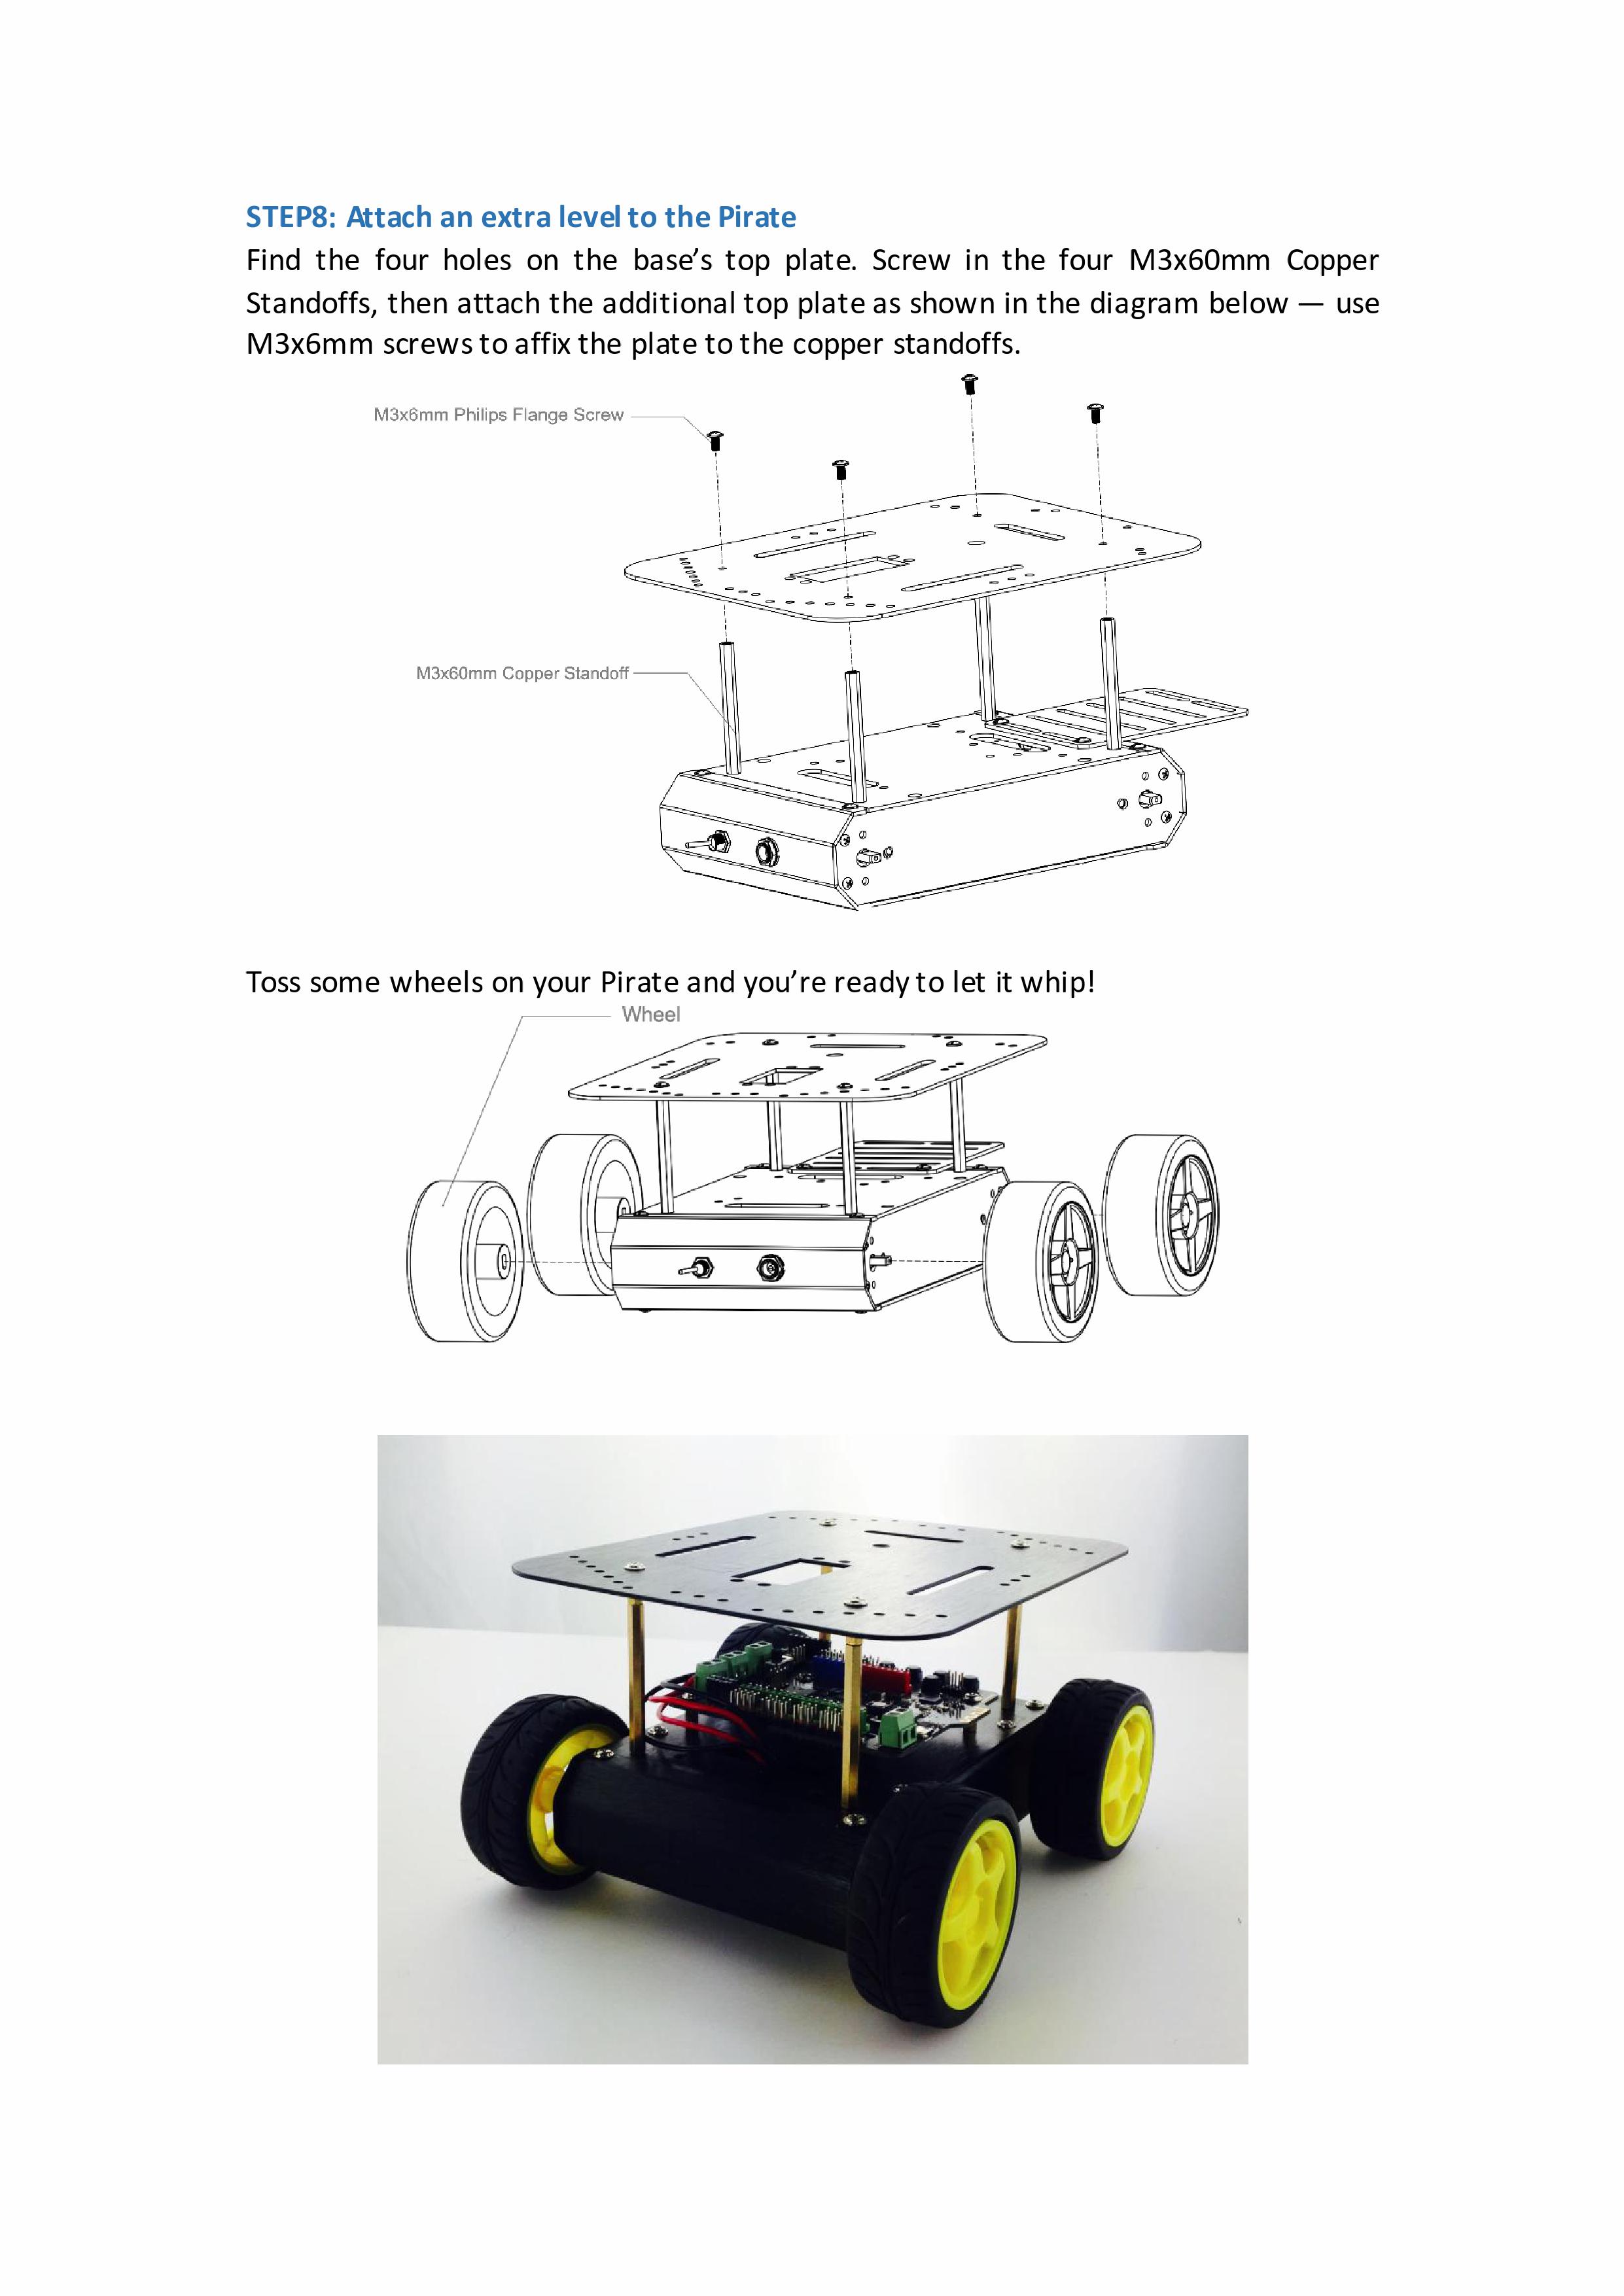 STEP8: Attach an extra level to the Pirate
Find the four holes on the base’s top plate. Screw in the four M3x60mm Copper
Standoffs, then attach the additional top plate as shown in the diagram below — use
M3x6mm screws to affix the plate to the copper standoffs.
M3x6mm Philips Flange Screw
M3x60mm Copper Standoff
Toss some wheels on your Pirate and you’re ready to let it whip!
Wheel